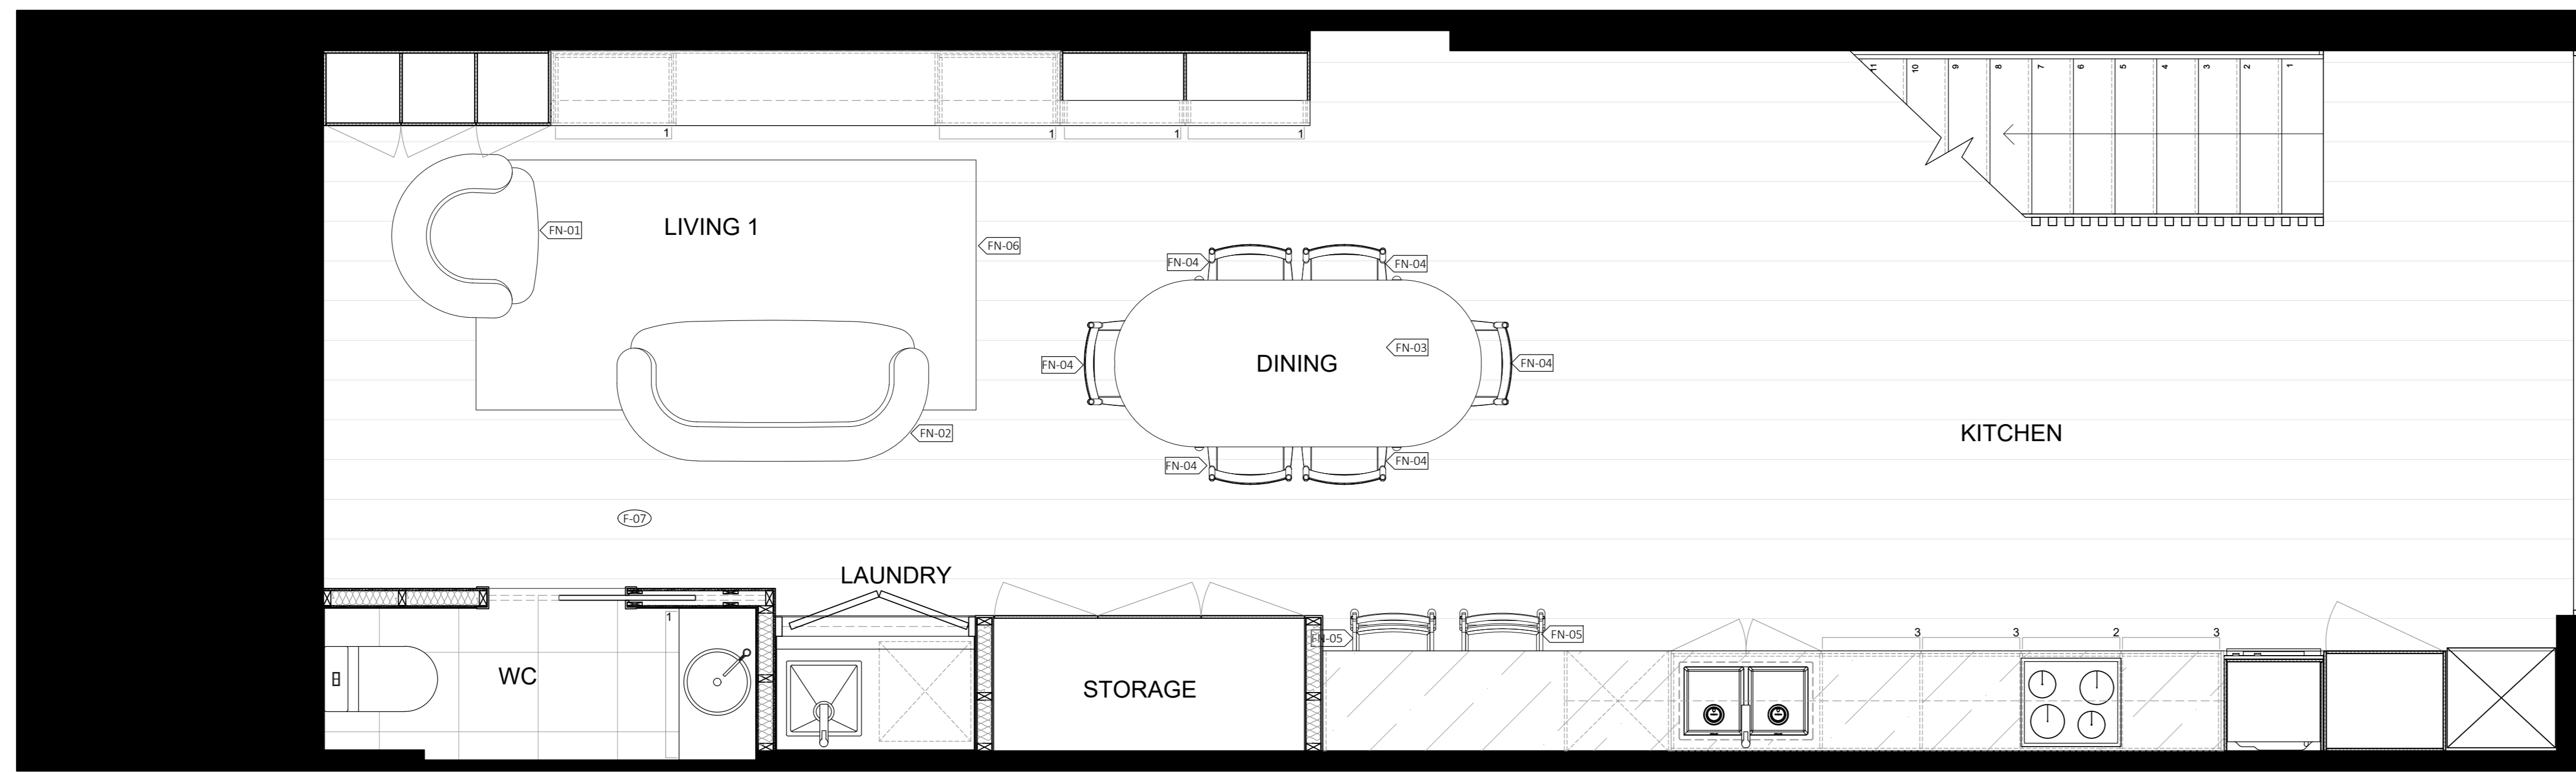 11 10 9 8 7 6 5 4 3 2 1
1 1 1 1
LIVING 1
FN-01
FN-06
FN-04 FN-04
FN-03
DINING
FN-04 FN-04
FN-02
KITCHEN
FN-04 FN-04
F-07
LAUNDRY
1
FN-05 FN-05
3 3 2 3
WC
STORAGE